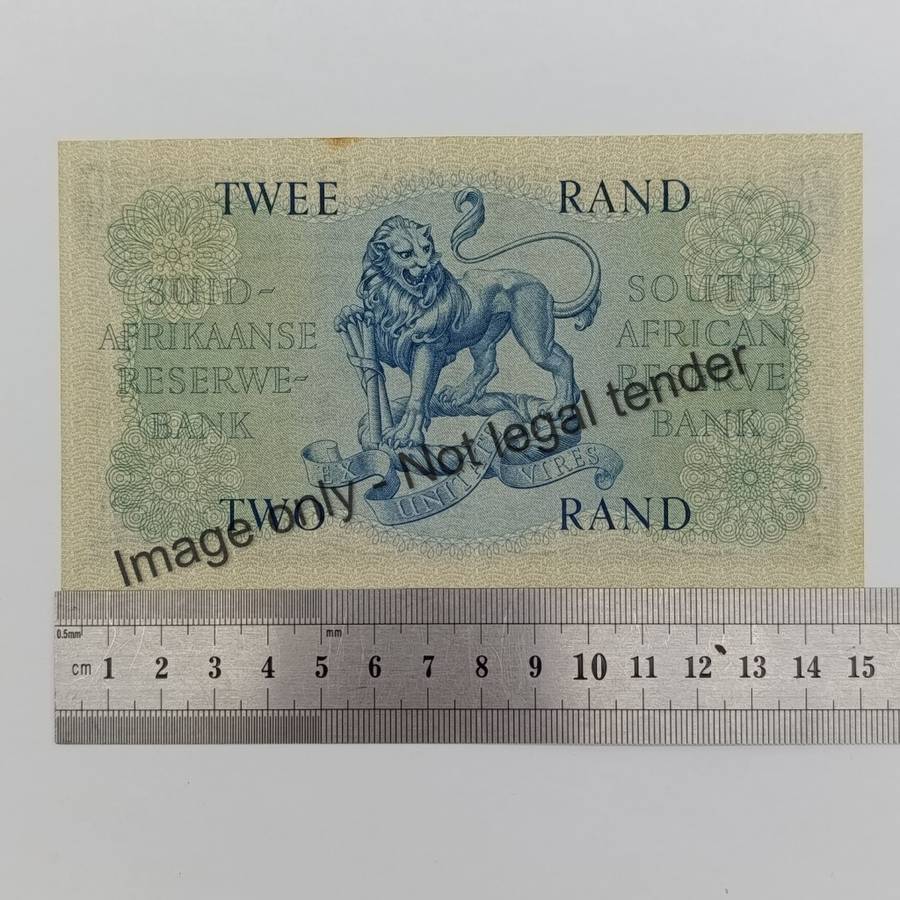 TWEE RAND
SUID-
AFRIKAANSE
RESERWE-
BANK
SOUTH
AFRICAN
RESERVE
BANK
EX UNITATE VIRES
TWO RAND
Image only - Not legal tender
0.5mm mm
cm 1 2 3 4 5 6 7 8 9 10 11 12 13 14 15